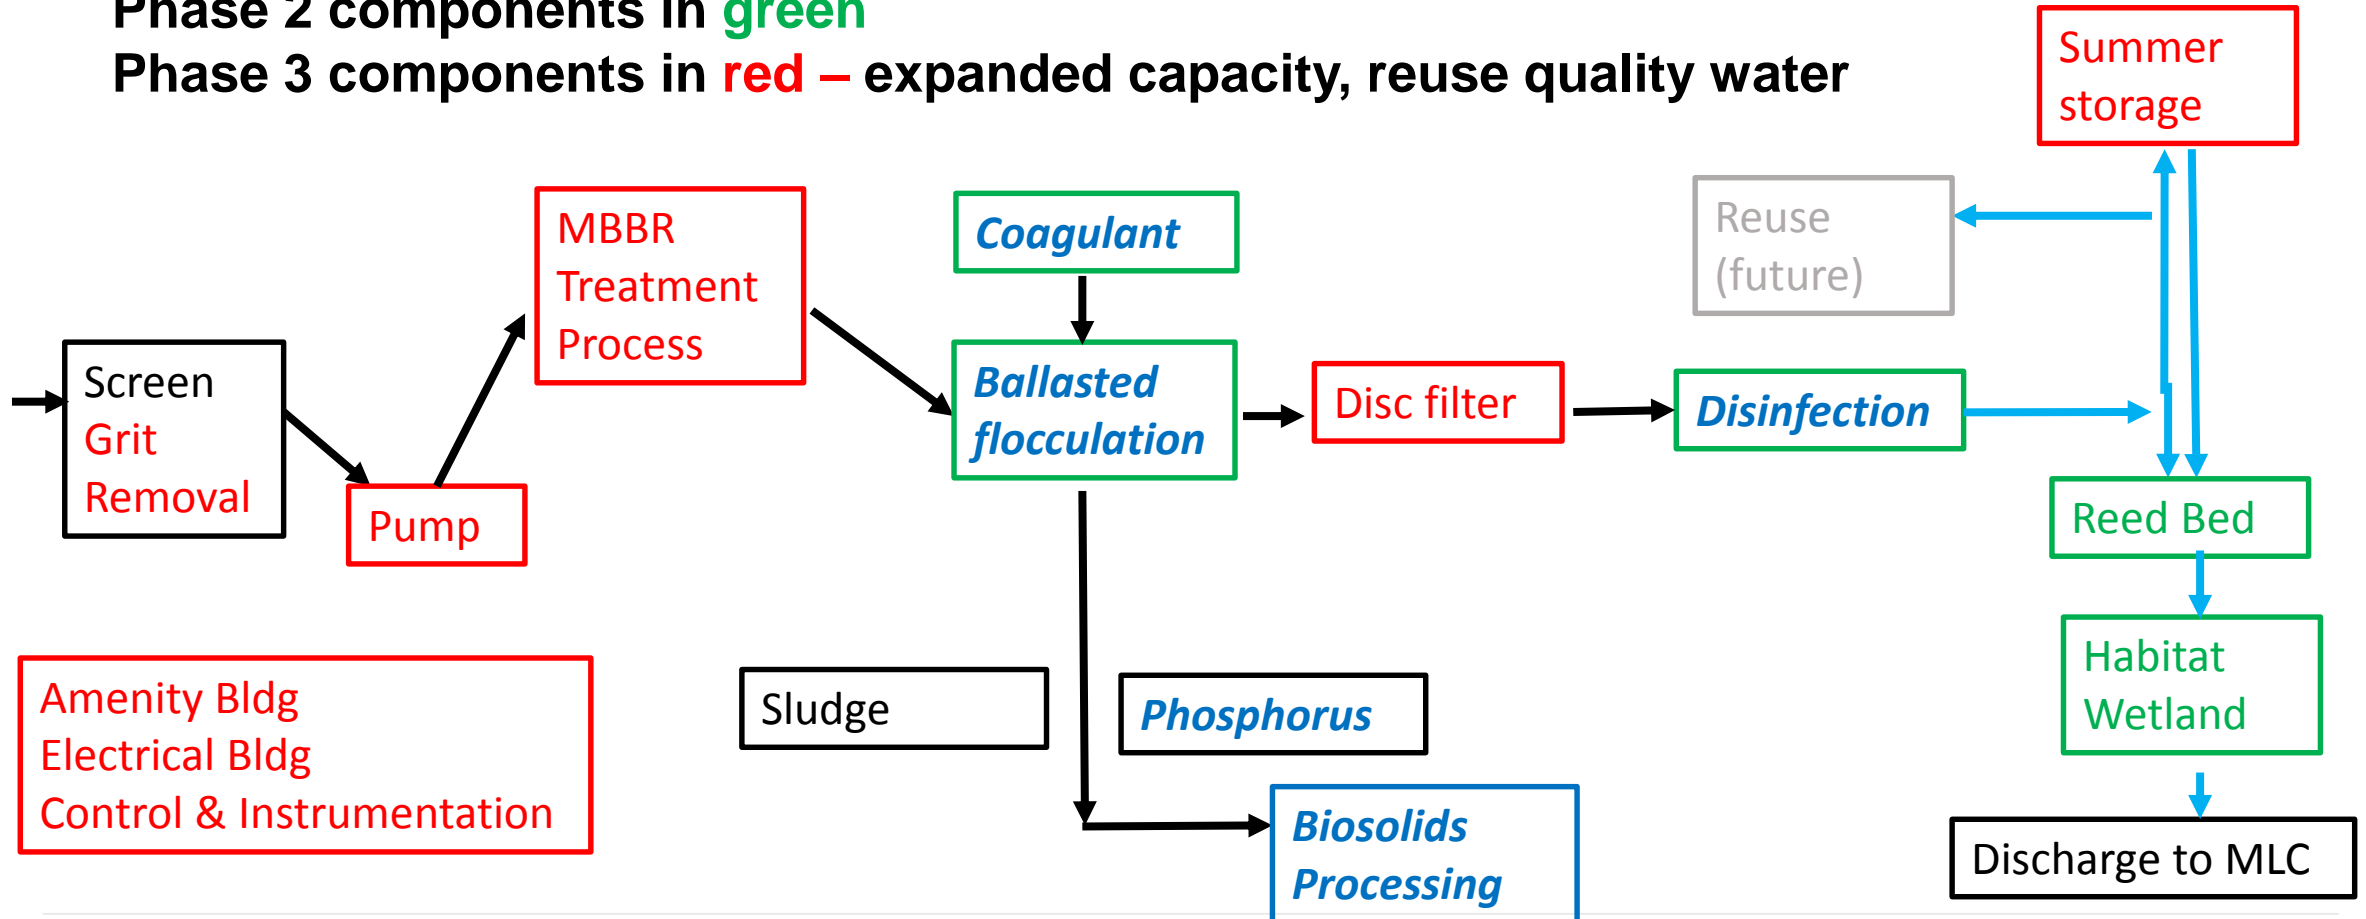 Phase 2 components in green
Phase 3 components in red – expanded capacity, reuse quality water
Summer
storage
MBBR
Treatment
Process
Coagulant
Reuse
(future)
Screen
Grit
Removal
Pump
Ballasted
flocculation
Disc filter
Disinfection
Reed Bed
Habitat
Wetland
Amenity Bldg
Electrical Bldg
Control & Instrumentation
Sludge
Phosphorus
Biosolids
Processing
Discharge to MLC